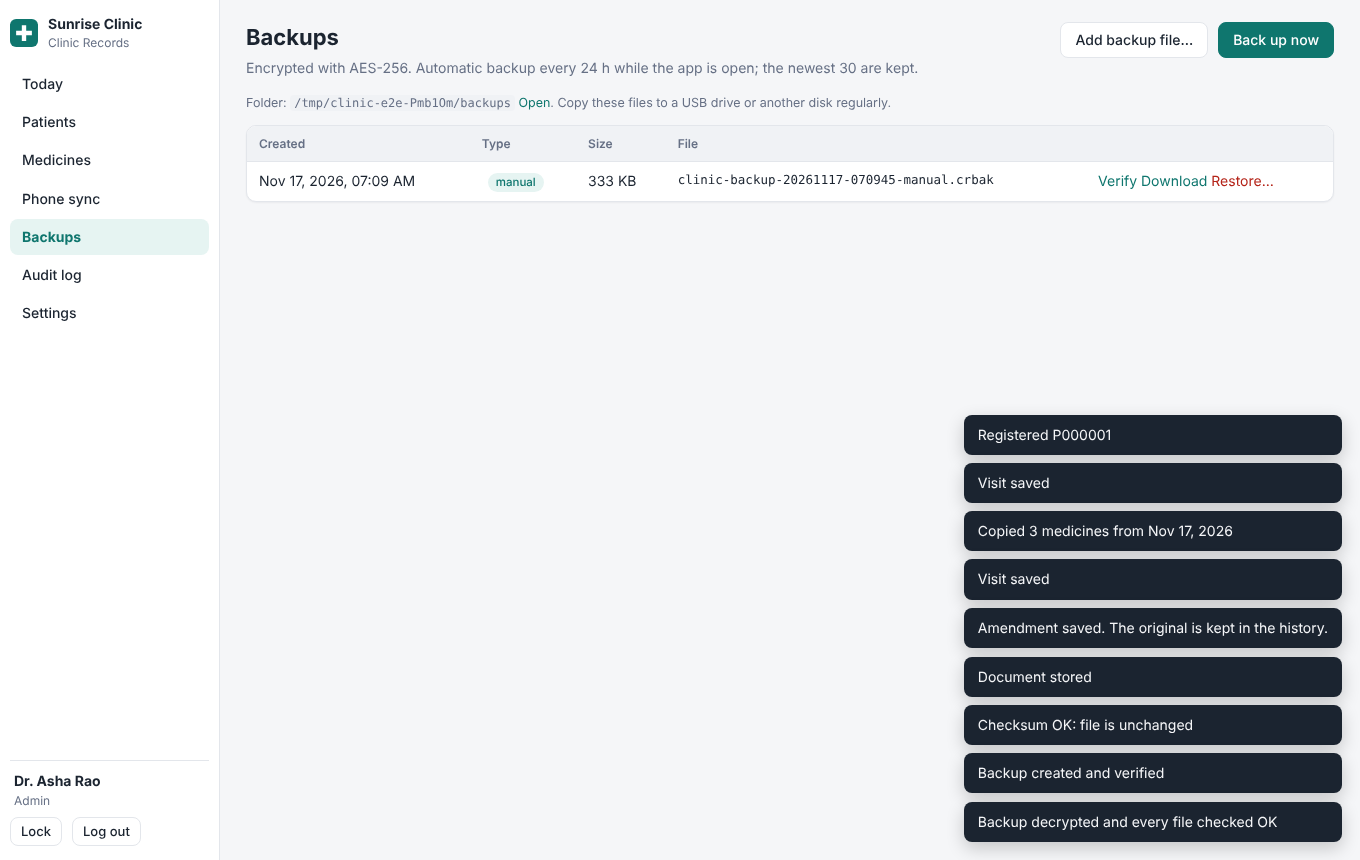 Sunrise Clinic
Clinic Records
Today
Patients
Medicines
Phone sync
Backups
Audit log
Settings
Dr. Asha Rao
Admin
Lock Log out
Backups
Add backup file... Back up now
Encrypted with AES-256. Automatic backup every 24 h while the app is open; the newest 30 are kept.
Folder: /tmp/clinic-e2e-Pmb1Om/backups Open. Copy these files to a USB drive or another disk regularly.
Created Type Size File
Nov 17, 2026, 07:09 AM manual 333 KB clinic-backup-20261117-070945-manual.crbak Verify Download Restore...
Registered P000001
Visit saved
Copied 3 medicines from Nov 17, 2026
Visit saved
Amendment saved. The original is kept in the history.
Document stored
Checksum OK: file is unchanged
Backup created and verified
Backup decrypted and every file checked OK